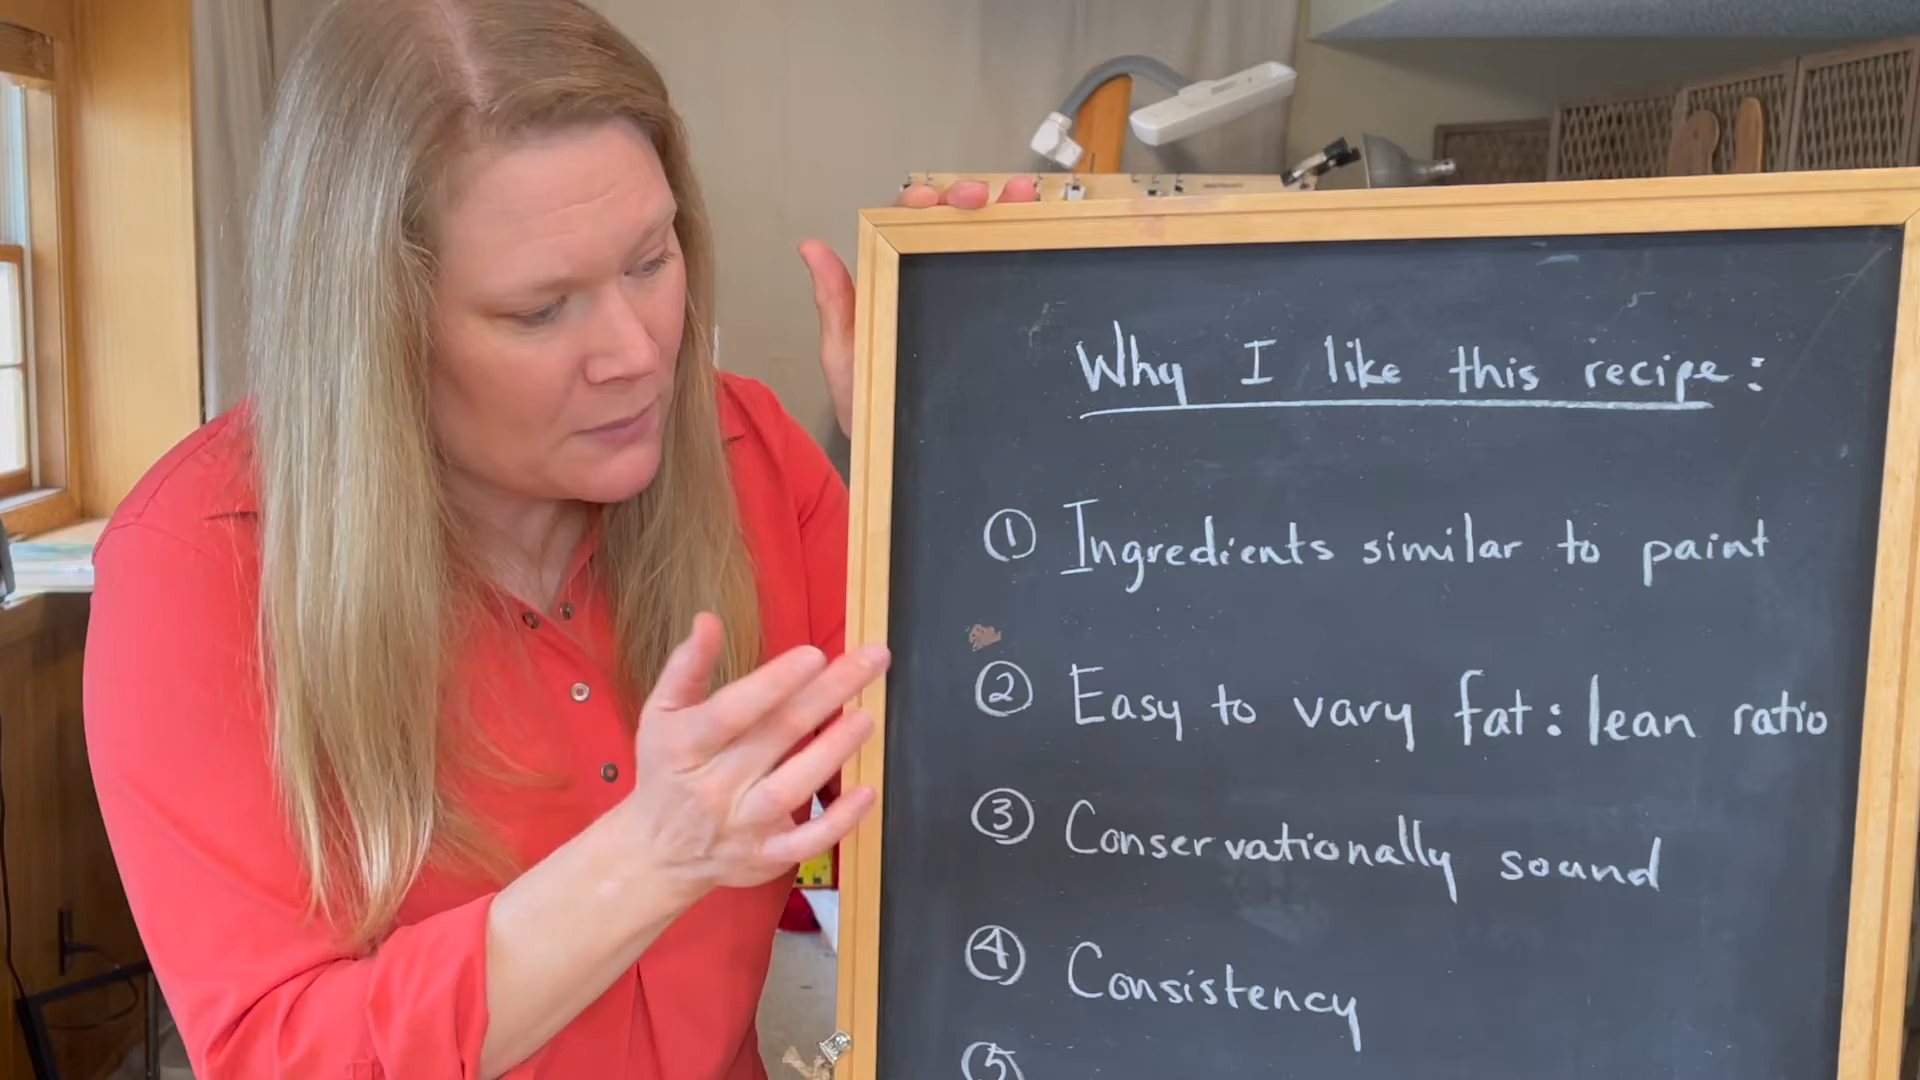 Why I like this recipe:
① Ingredients similar to paint
② Easy to vary fat: lean ratio
③ Conservationally sound
④ Consistency
⑤